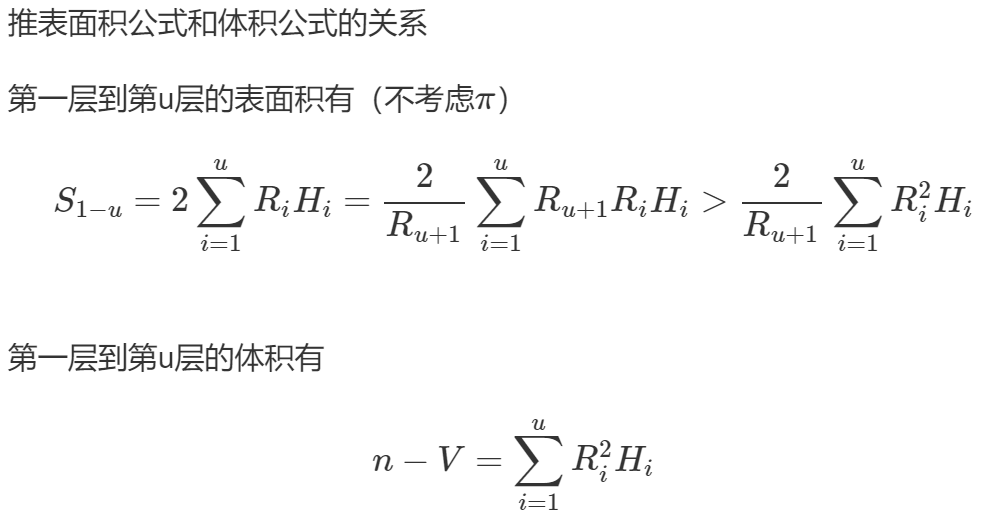 推表面积公式和体积公式的关系
第一层到第u层的表面积有（不考虑π）
$S_{1-u} = 2\sum_{i=1}^{u} R_i H_i = \frac{2}{R_{u+1}} \sum_{i=1}^{u} R_{u+1} R_i H_i > \frac{2}{R_{u+1}} \sum_{i=1}^{u} R_i^2 H_i$
第一层到第u层的体积有
$n - V = \sum_{i=1}^{u} R_i^2 H_i$